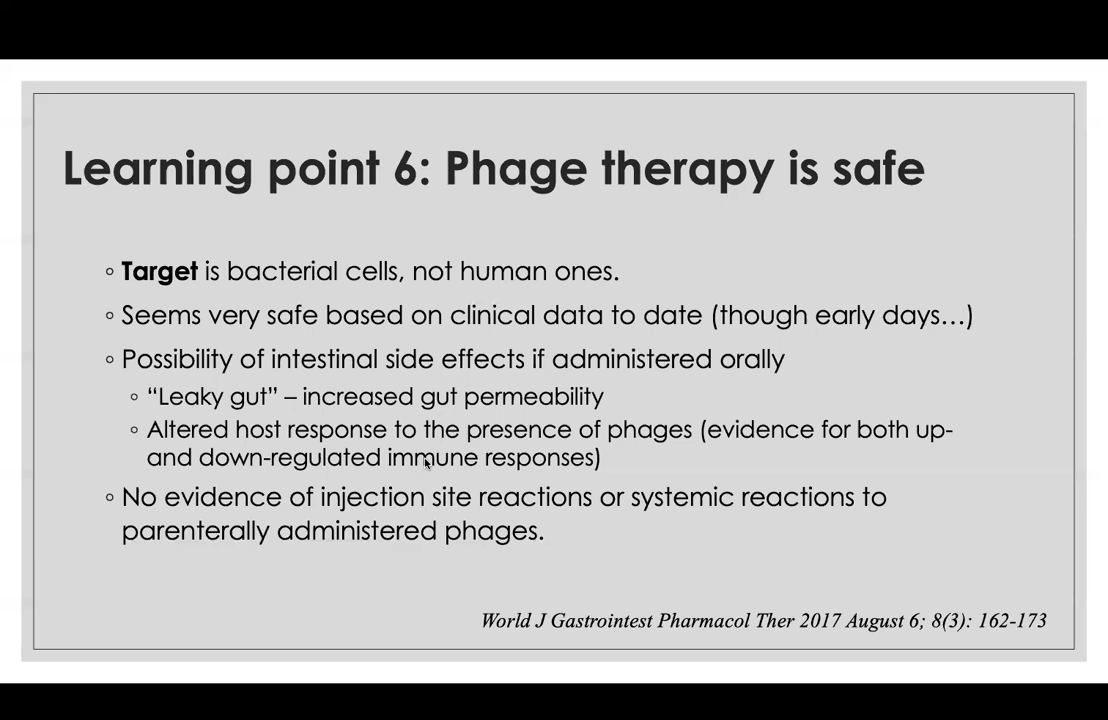 Learning point 6: Phage therapy is safe
◦ Target is bacterial cells, not human ones.
◦ Seems very safe based on clinical data to date (though early days…)
◦ Possibility of intestinal side effects if administered orally
◦ “Leaky gut” – increased gut permeability
◦ Altered host response to the presence of phages (evidence for both up-
and down-regulated immune responses)
◦ No evidence of injection site reactions or systemic reactions to
parenterally administered phages.
World J Gastrointest Pharmacol Ther 2017 August 6; 8(3): 162-173